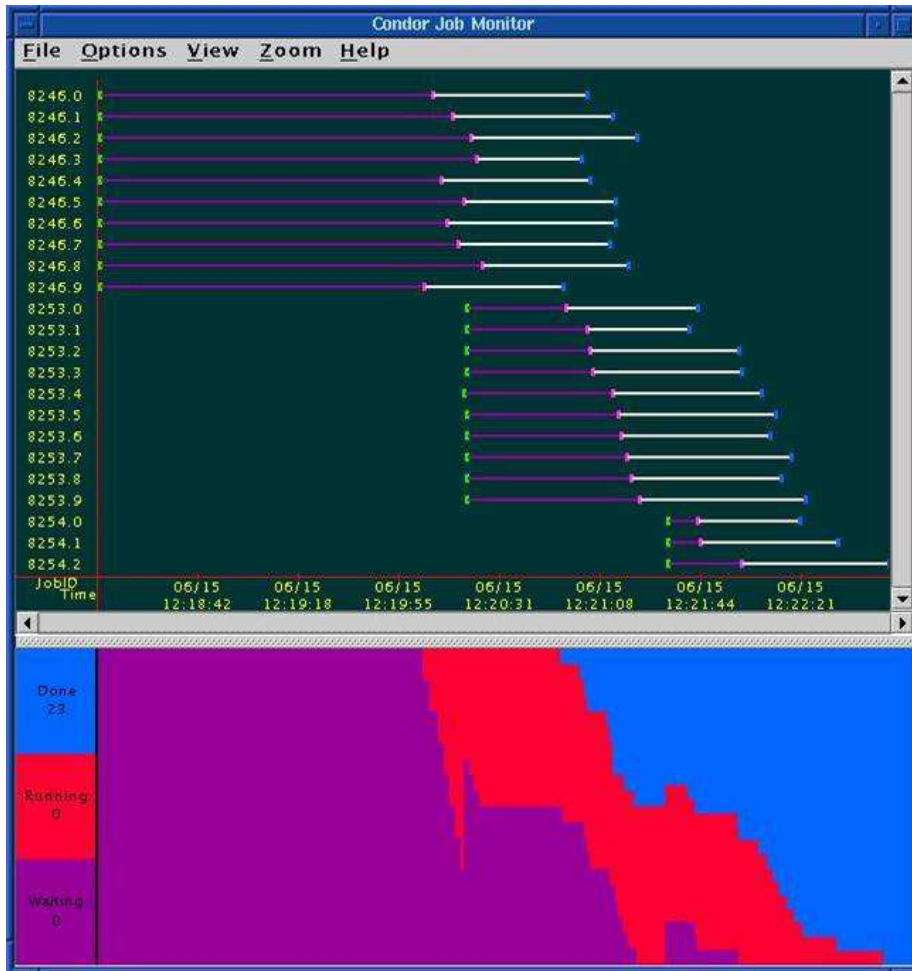 Condor Job Monitor
File Options View Zoom Help
8246.0
8246.1
8246.2
8246.3
8246.4
8246.5
8246.6
8246.7
8246.8
8246.9
8253.0
8253.1
8253.2
8253.3
8253.4
8253.5
8253.6
8253.7
8253.8
8253.9
8254.0
8254.1
8254.2
JobID
Time
06/15 06/15 06/15 06/15 06/15 06/15 06/15
12:18:42 12:19:18 12:19:55 12:20:31 12:21:08 12:21:44 12:22:21
Done
23
Running
0
Waiting
0